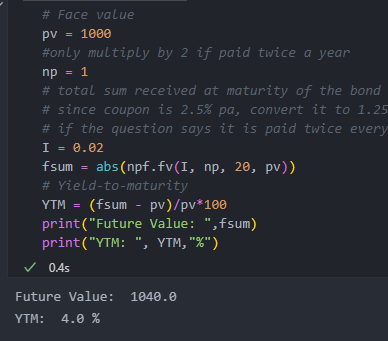 # Face value
pv = 1000
#only multiply by 2 if paid twice a year
np = 1
# total sum received at maturity of the bond
# since coupon is 2.5% pa, convert it to 1.25
# if the question says it is paid twice every
I = 0.02
fsum = abs(npf.fv(I, np, 20, pv))
# Yield-to-maturity
YTM = (fsum - pv)/pv*100
print("Future Value: ",fsum)
print("YTM: ", YTM,"%")
0.4s
Future Value:  1040.0
YTM:  4.0 %